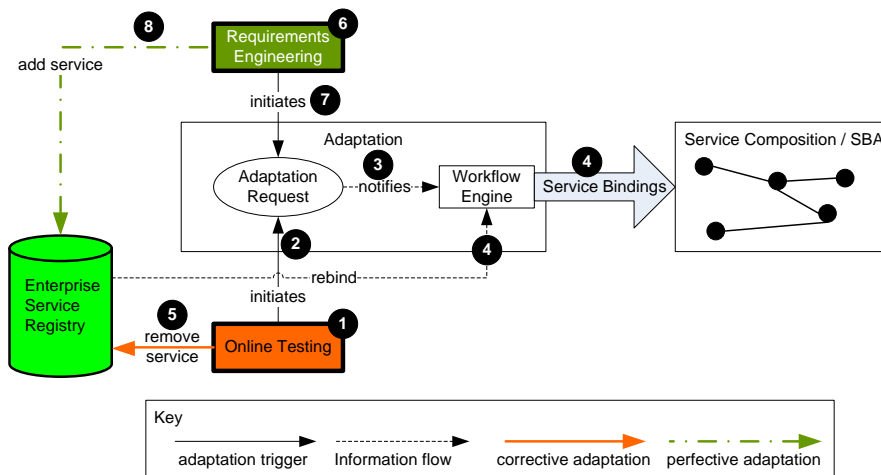 8
6
Requirements
Engineering
add service
initiates
7
Adaptation
Service Composition / SBA
3
4
Adaptation
Request
notifies
Workflow
Engine
Service Bindings
2
4
rebind
Enterprise
Service
Registry
initiates
5
1
remove
service
Online Testing
Key
adaptation trigger
Information flow
corrective adaptation
perfective adaptation